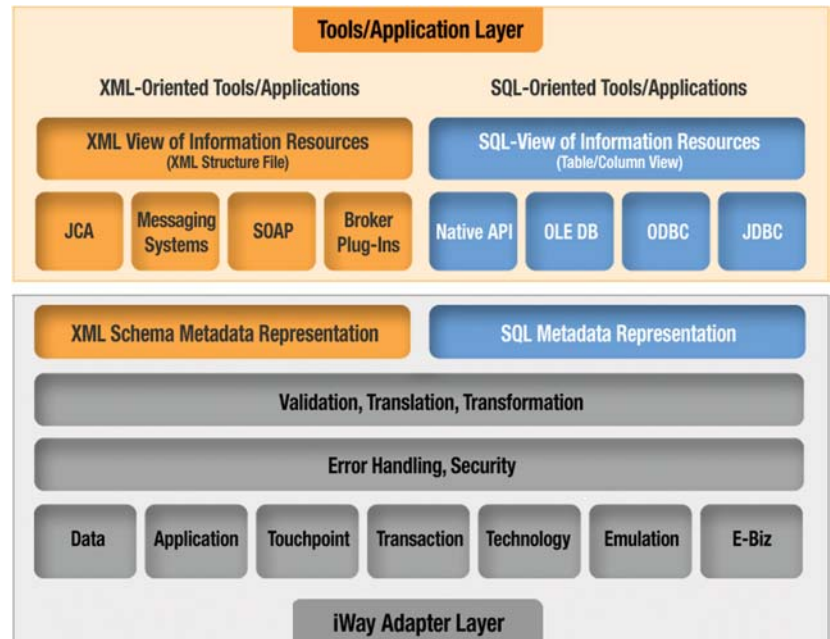 Tools/Application Layer
XML-Oriented Tools/Applications
SQL-Oriented Tools/Applications
XML View of Information Resources
(XML Structure File)
SQL-View of Information Resources
(Table/Column View)
JCA
Messaging
Systems
SOAP
Broker
Plug-Ins
Native API
OLE DB
ODBC
JDBC
XML Schema Metadata Representation
SQL Metadata Representation
Validation, Translation, Transformation
Error Handling, Security
Data
Application
Touchpoint
Transaction
Technology
Emulation
E-Biz
iWay Adapter Layer